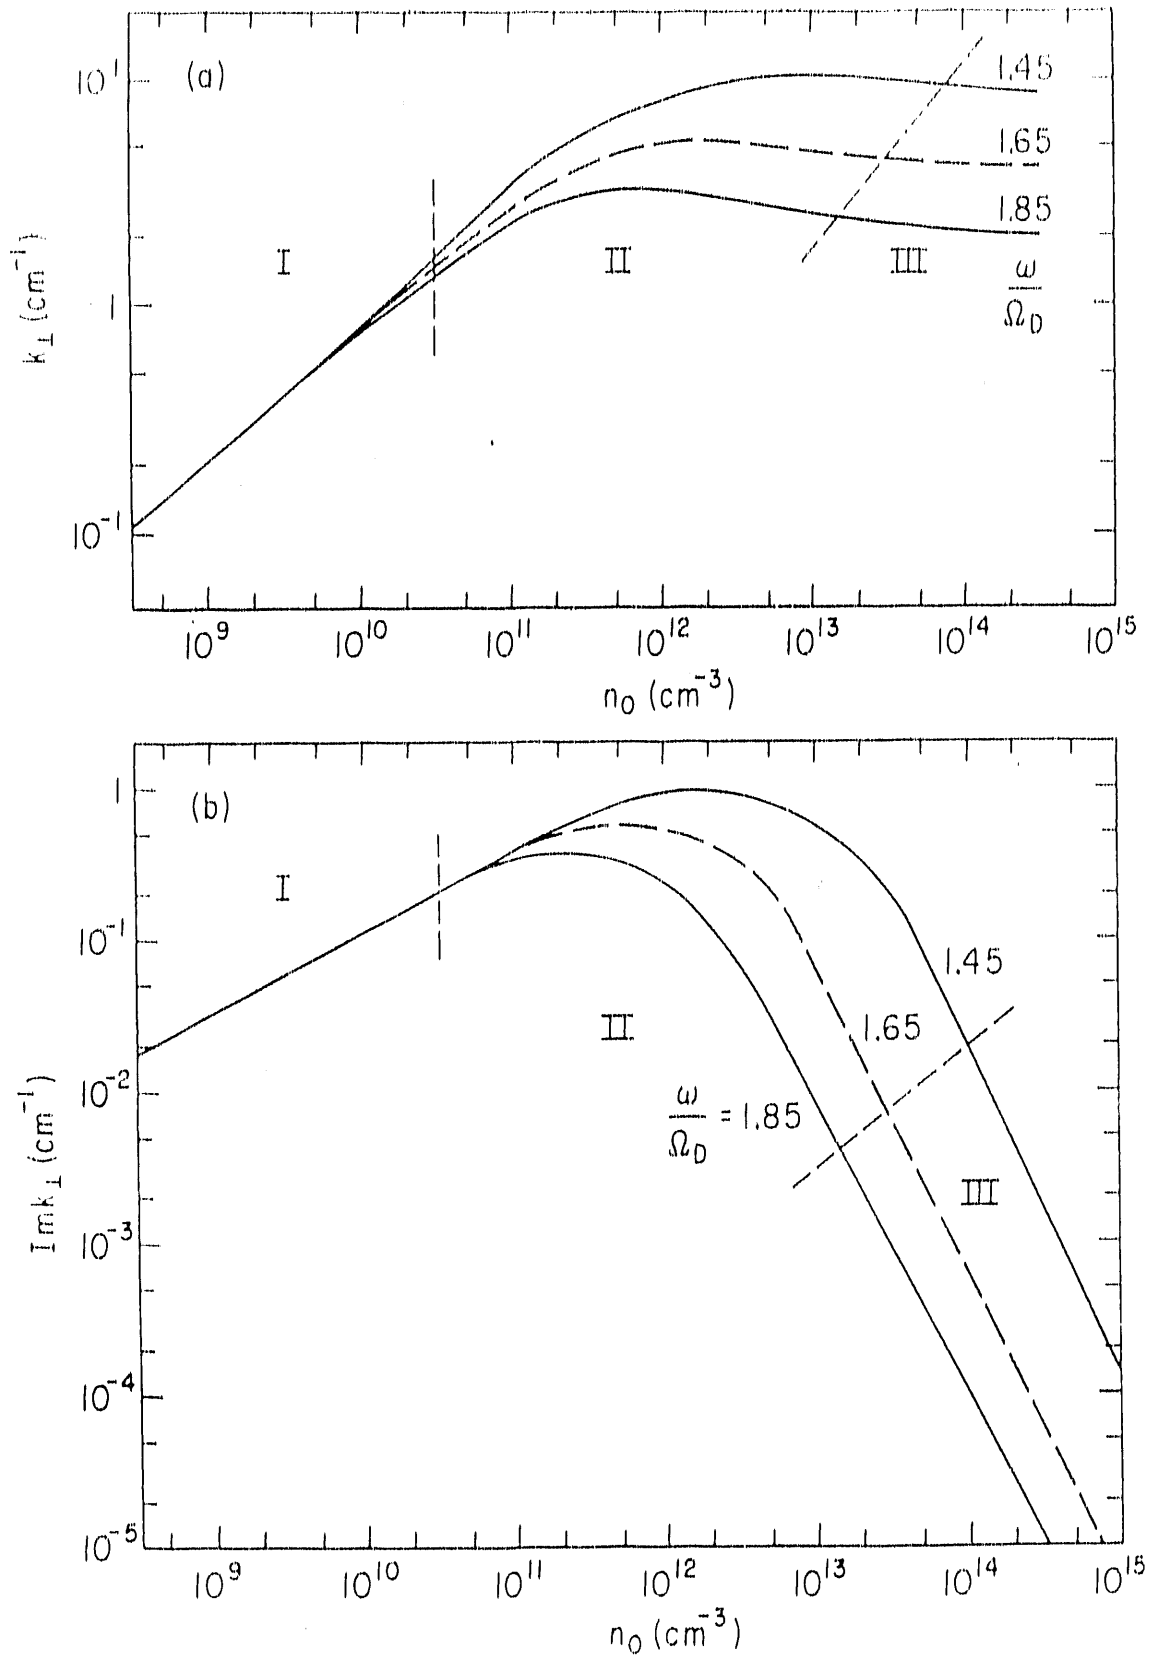 (a)
10¹
1
10⁻¹
k⊥ (cm⁻¹)
I
II
III
1.45
1.65
1.85
ω
Ω_D
10⁹ 10¹⁰ 10¹¹ 10¹² 10¹³ 10¹⁴ 10¹⁵
n₀ (cm⁻³)
(b)
1
10⁻¹
10⁻²
10⁻³
10⁻⁴
10⁻⁵
Im k⊥ (cm⁻¹)
I
II
III
1.45
1.65
ω
Ω_D = 1.85
10⁹ 10¹⁰ 10¹¹ 10¹² 10¹³ 10¹⁴ 10¹⁵
n₀ (cm⁻³)